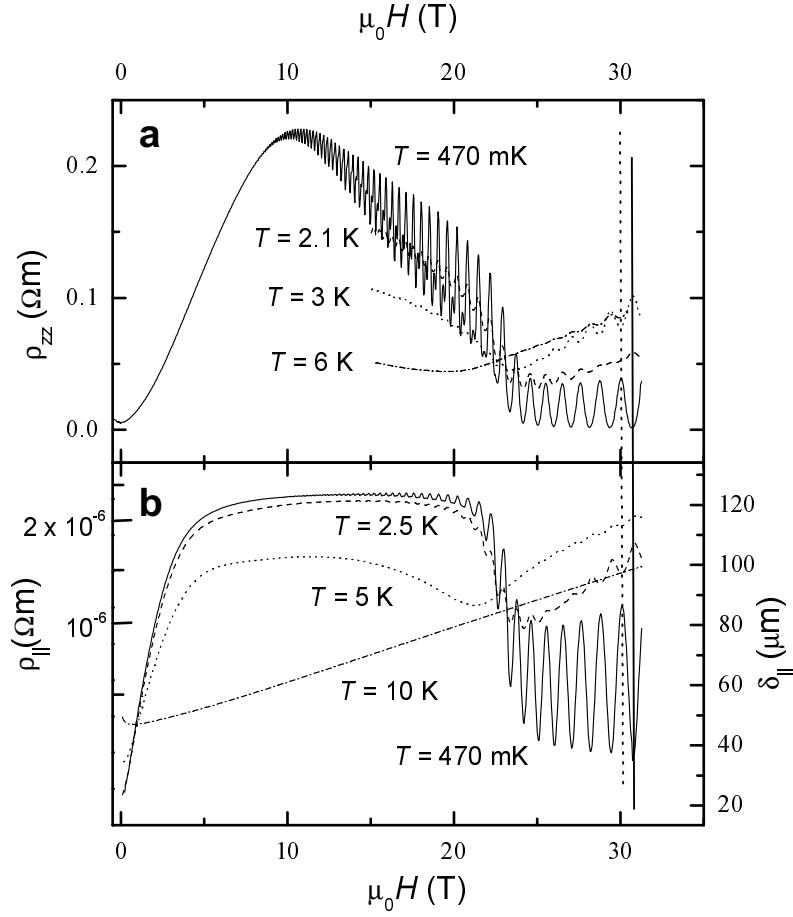 μ₀H (T)
0 10 20 30
a
T = 470 mK
0.2
T = 2.1 K
ρzz (Ωm)
0.1
T = 3 K
T = 6 K
0.0
b
120
2 x 10⁻⁶
T = 2.5 K
100
T = 5 K
ρ|| (Ωm)
10⁻⁶
80
δ|| (μm)
T = 10 K
60
T = 470 mK
40
20
0 10 20 30
μ₀H (T)